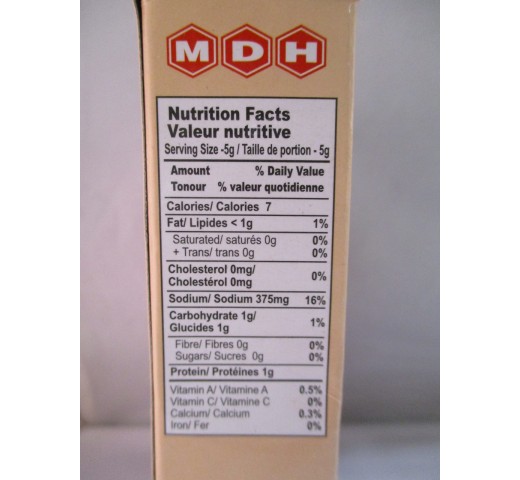 MDH
Nutrition Facts
Valeur nutritive
Serving Size -5g / Taille de portion - 5g
Amount % Daily Value
Tonour % valeur quotidienne
Calories/ Calories 7
Fat/ Lipides < 1g 1%
Saturated/ saturés 0g 0%
+ Trans/ trans 0g 0%
Cholesterol 0mg/
Cholestérol 0mg 0%
Sodium/ Sodium 375mg 16%
Carbohydrate 1g/
Glucides 1g 1%
Fibre/ Fibres 0g 0%
Sugars/ Sucres 0g 0%
Protein/ Protéines 1g
Vitamin A/ Vitamine A 0.5%
Vitamin C/ Vitamine C 0%
Calcium/ Calcium 0.3%
Iron/ Fer 0%